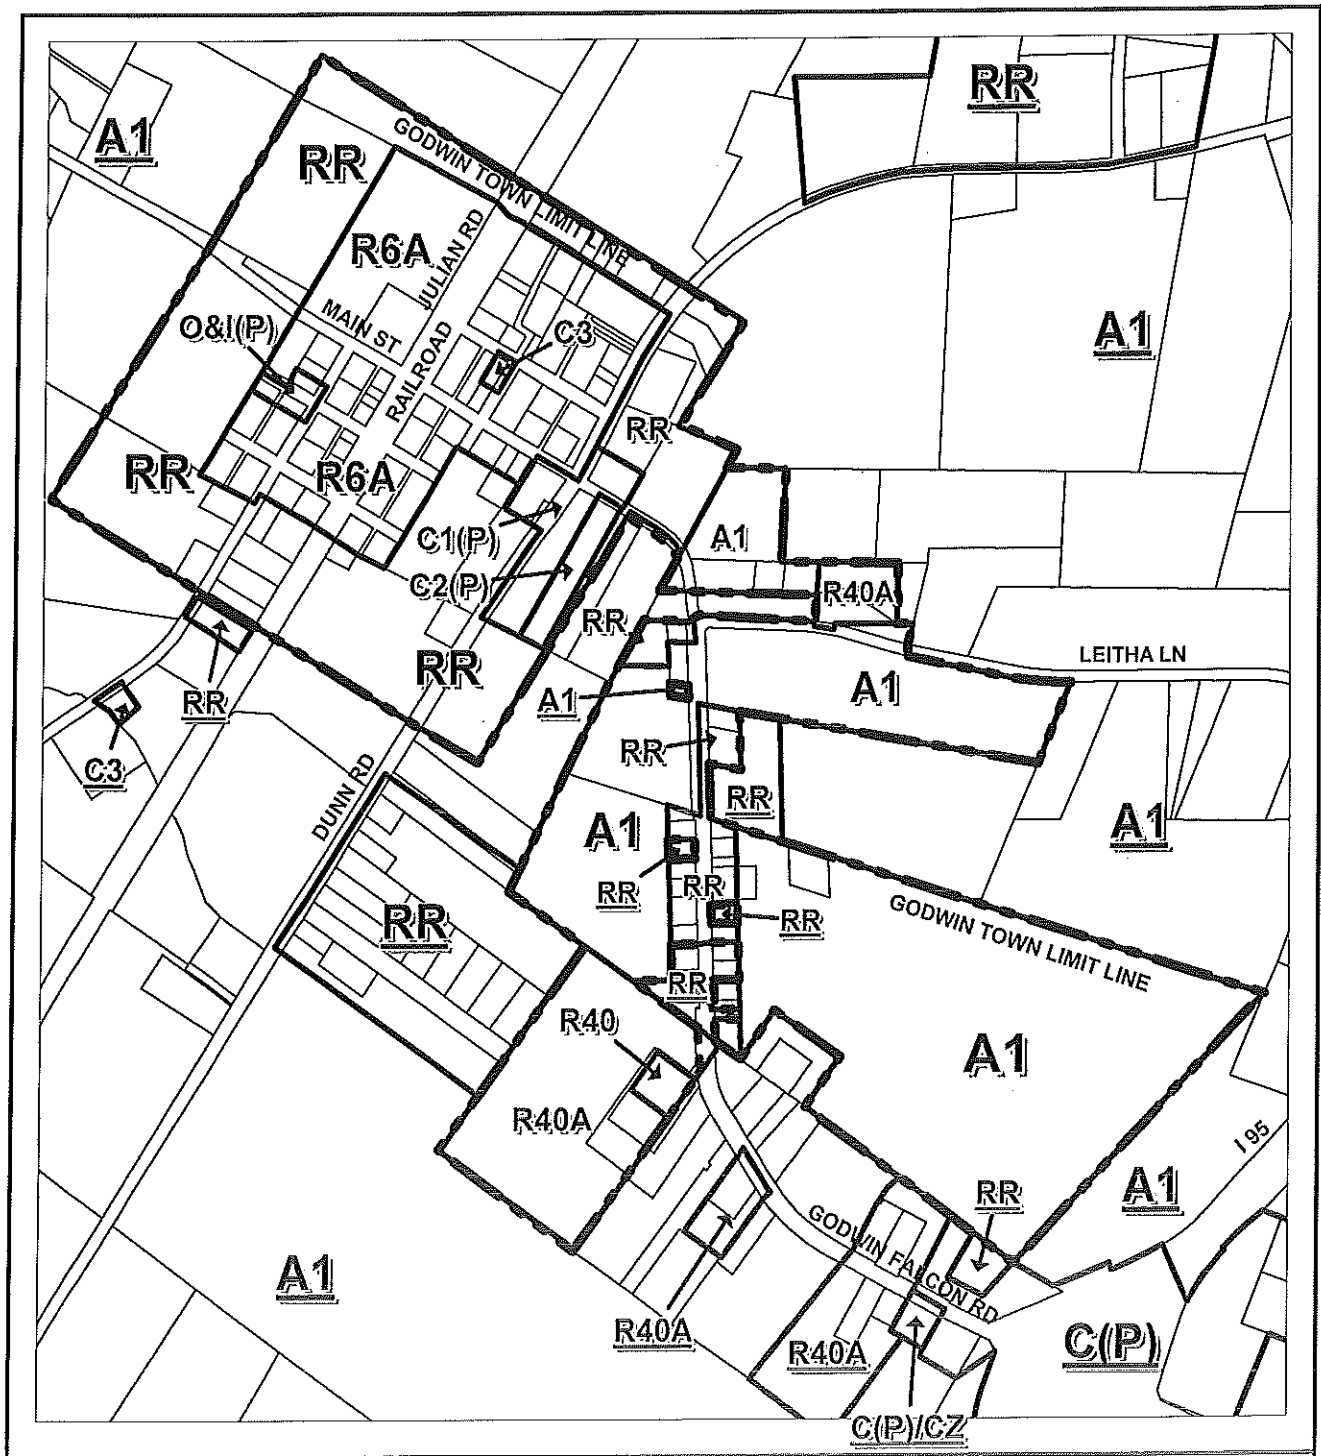 RR
A1
RR
GODWIN TOWN LIMIT LINE
R6A
JULIAN RD
MAIN ST
O&I(P)
C3
A1
RAILROAD
RR
RR
R6A
C1(P)
A1
C2(P)
R40A
RR
RR
LEITHA LN
A1
A1
RR
RR
C3
DUNN RD
RR
A1
A1
RR
RR
RR
RR
GODWIN TOWN LIMIT LINE
RR
RR
R40
A1
R40A
I 95
A1
RR
GODWIN FALCON RD
A1
R40A
R40A
C(P)
C(P)/CZ